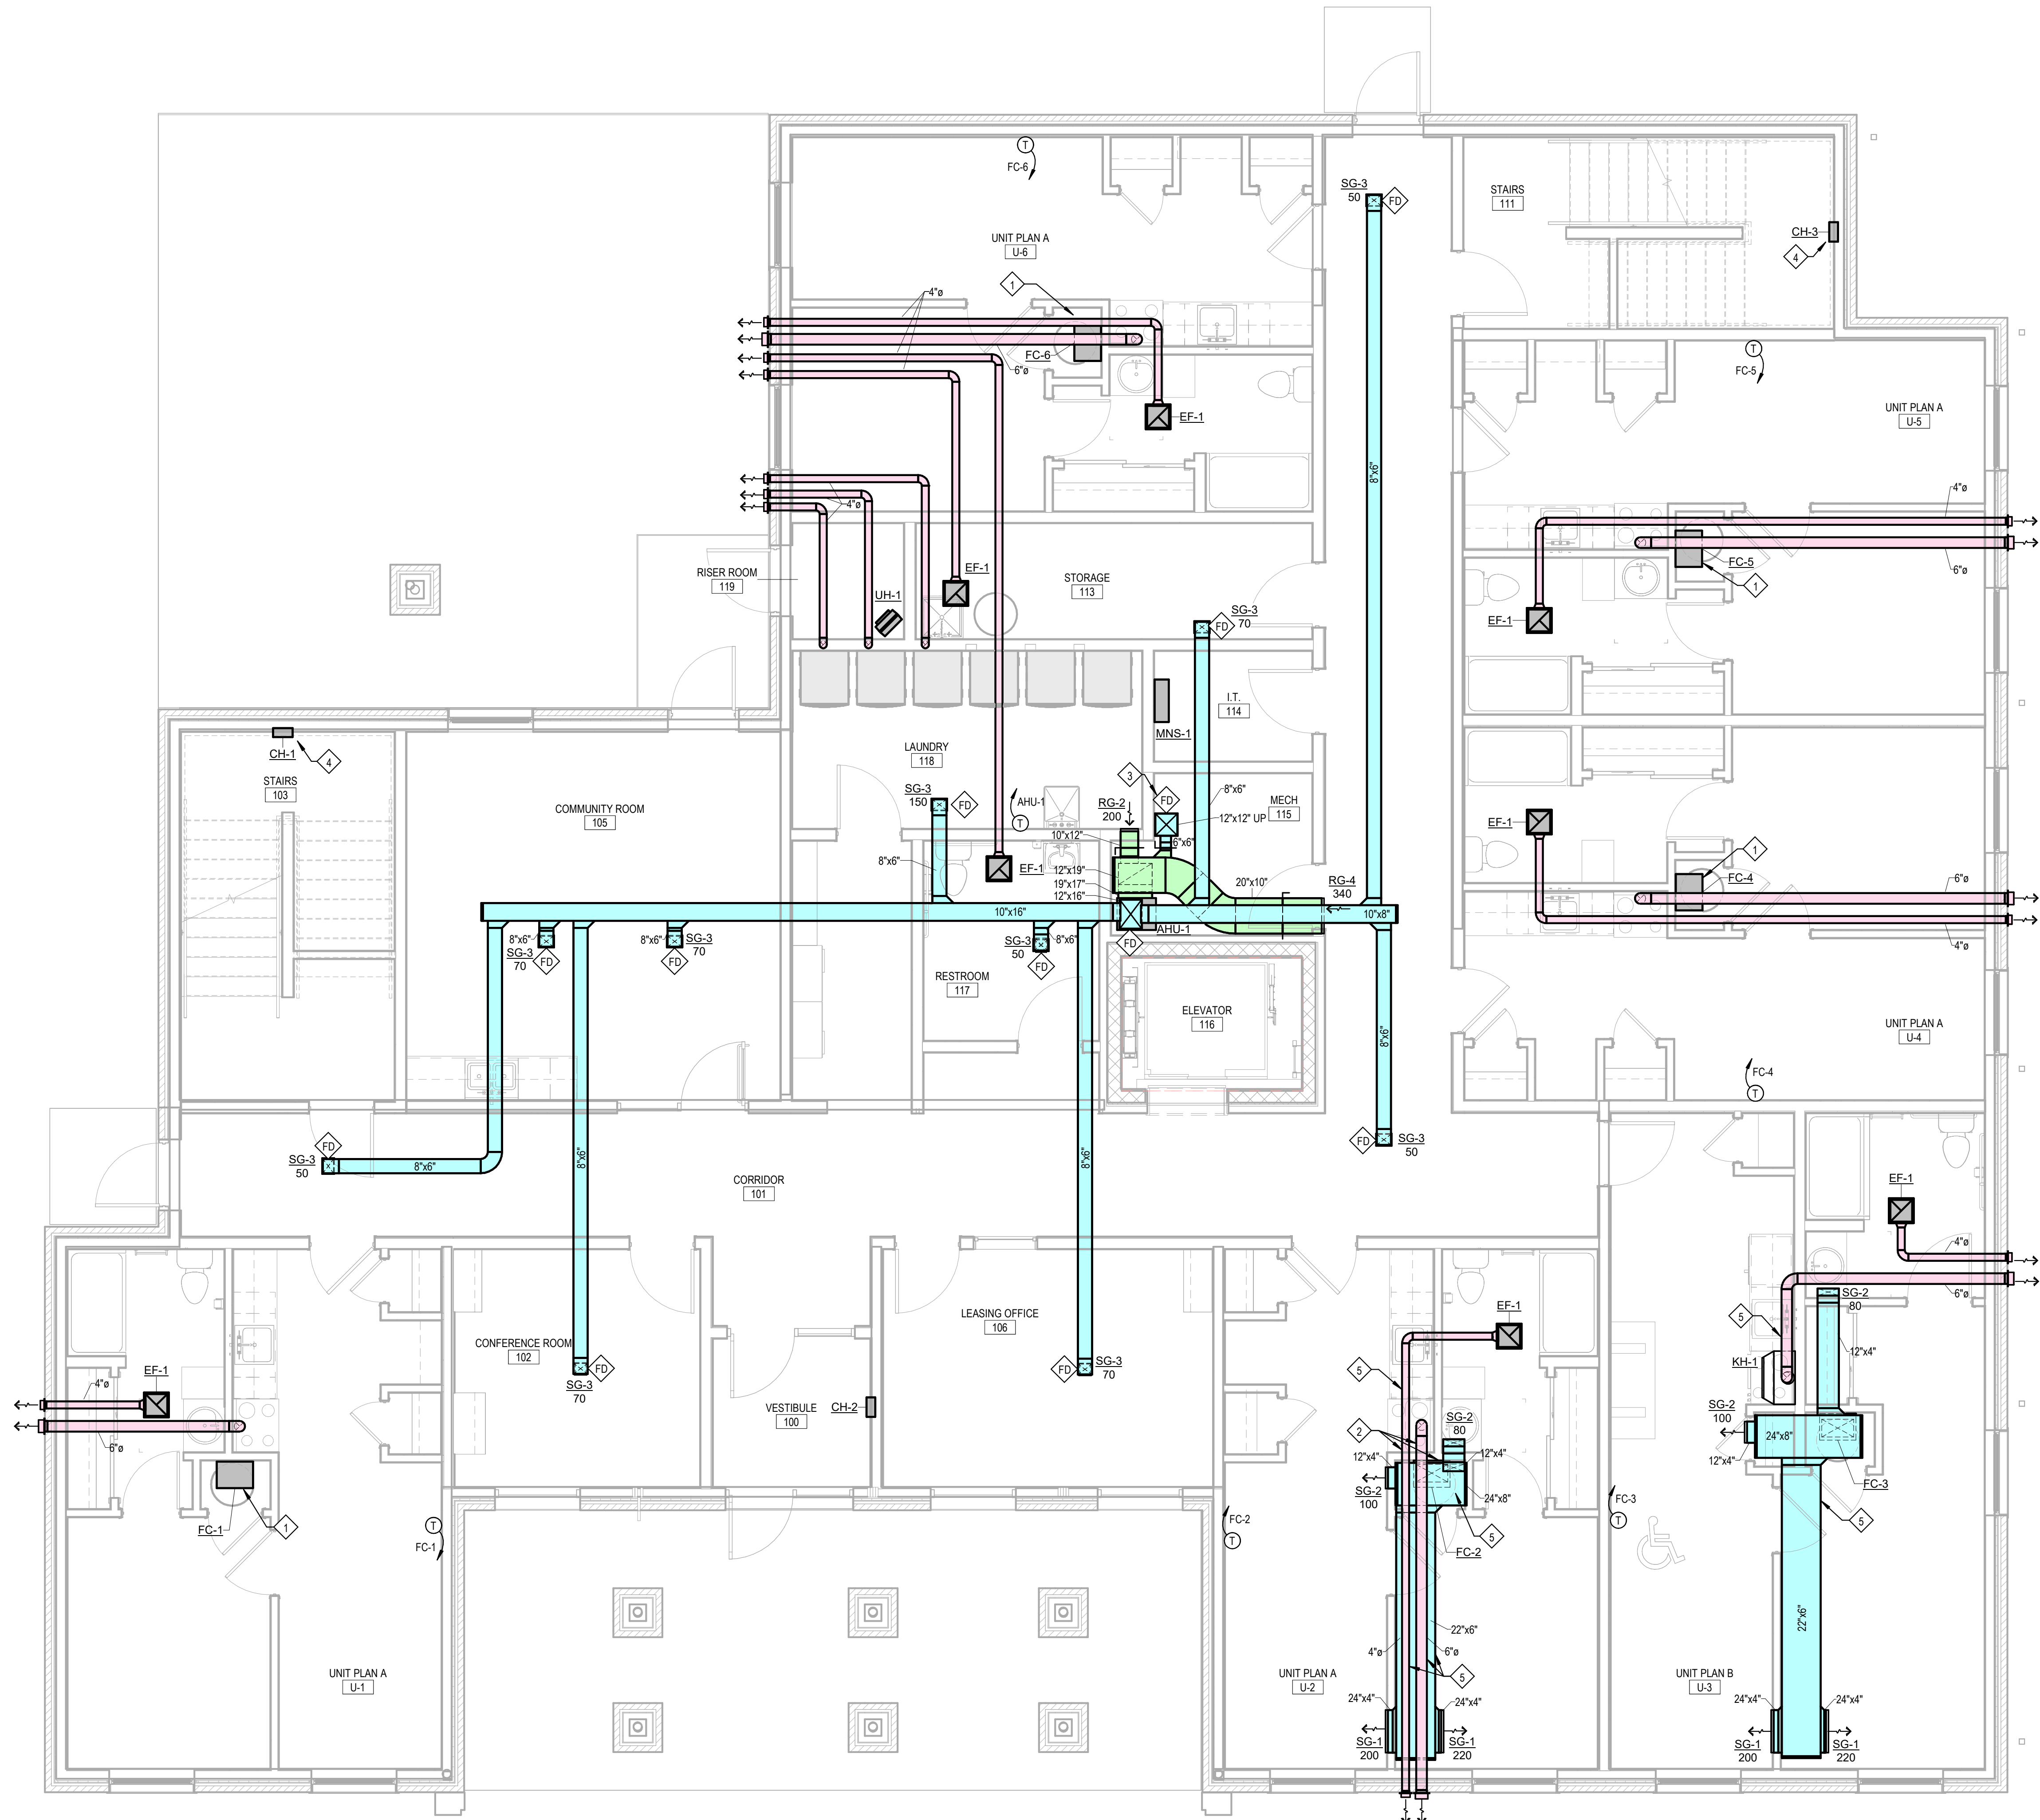 T
FC-6
SG-3
50
FD
STAIRS
111
CH-3
4
UNIT PLAN A
U-6
1
4"ø
FC-6
6"ø
EF-1
T
FC-5
UNIT PLAN A
U-5
8"x6"
4"ø
4"ø
FC-5
6"ø
1
EF-1
RISER ROOM
119
UH-1
EF-1
STORAGE
113
SG-3
70
FD
I.T.
114
MNS-1
CH-1
4
STAIRS
103
COMMUNITY ROOM
105
LAUNDRY
118
SG-3
150
FD
AHU-1
T
RG-2
200
3
FD
8"x6"
MECH
115
12"x12" UP
10"x12"
6"x6"
EF-1
1
FC-4
6"ø
4"ø
8"x6"
EF-1
12"x19"
19"x17"
12"x16"
20"x10"
RG-4
340
10"x16"
10"x8"
AHU-1
FD
8"x6"
SG-3
70
FD
8"x6"
SG-3
70
FD
SG-3
50
8"x6"
FD
RESTROOM
117
ELEVATOR
116
8"x6"
UNIT PLAN A
U-4
FC-4
T
FD
SG-3
50
8"x6"
8"x6"
8"x6"
FD
SG-3
50
CORRIDOR
101
EF-1
4"ø
6"ø
SG-2
80
5
12"x4"
KH-1
SG-2
100
24"x8"
12"x4"
FC-3
5
CONFERENCE ROOM
102
FD
SG-3
70
LEASING OFFICE
106
FD
SG-3
70
VESTIBULE
100
CH-2
EF-1
4"ø
6"ø
FC-1
1
T
FC-1
EF-1
5
2
SG-2
80
12"x4"
12"x4"
SG-2
100
24"x8"
5
FC-2
FC-2
T
FC-3
T
22"x6"
4"ø
6"ø
5
22"x6"
UNIT PLAN A
U-1
UNIT PLAN A
U-2
UNIT PLAN B
U-3
24"x4"
24"x4"
SG-1
200
SG-1
220
24"x4"
24"x4"
SG-1
200
SG-1
220